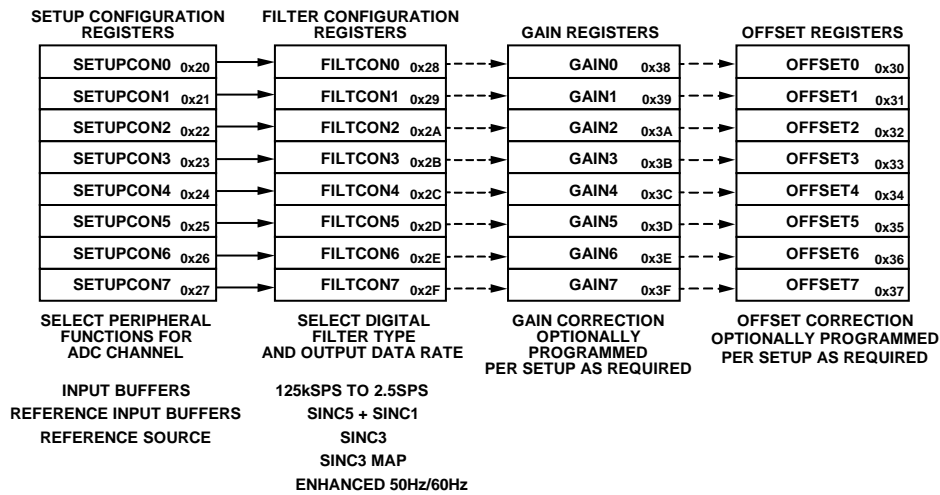 SETUP CONFIGURATION
REGISTERS
FILTER CONFIGURATION
REGISTERS
GAIN REGISTERS
OFFSET REGISTERS
SETUPCON0 0x20
FILTCON0 0x28
GAIN0 0x38
OFFSET0 0x30
SETUPCON1 0x21
FILTCON1 0x29
GAIN1 0x39
OFFSET1 0x31
SETUPCON2 0x22
FILTCON2 0x2A
GAIN2 0x3A
OFFSET2 0x32
SETUPCON3 0x23
FILTCON3 0x2B
GAIN3 0x3B
OFFSET3 0x33
SETUPCON4 0x24
FILTCON4 0x2C
GAIN4 0x3C
OFFSET4 0x34
SETUPCON5 0x25
FILTCON5 0x2D
GAIN5 0x3D
OFFSET5 0x35
SETUPCON6 0x26
FILTCON6 0x2E
GAIN6 0x3E
OFFSET6 0x36
SETUPCON7 0x27
FILTCON7 0x2F
GAIN7 0x3F
OFFSET7 0x37
SELECT PERIPHERAL
FUNCTIONS FOR
ADC CHANNEL
SELECT DIGITAL
FILTER TYPE
AND OUTPUT DATA RATE
GAIN CORRECTION
OPTIONALLY
PROGRAMMED
PER SETUP AS REQUIRED
OFFSET CORRECTION
OPTIONALLY PROGRAMMED
PER SETUP AS REQUIRED
INPUT BUFFERS
REFERENCE INPUT BUFFERS
REFERENCE SOURCE
125kSPS TO 2.5SPS
SINC5 + SINC1
SINC3
SINC3 MAP
ENHANCED 50Hz/60Hz